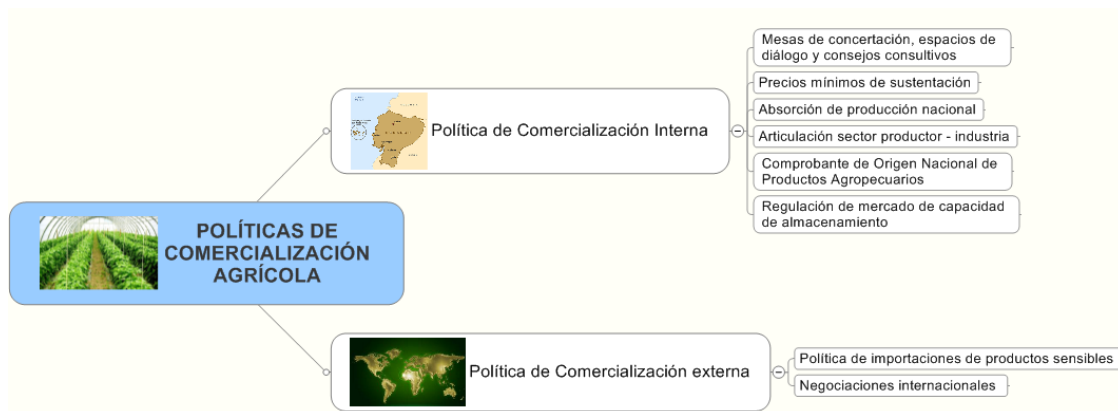 POLÍTICAS DE
COMERCIALIZACIÓN
AGRÍCOLA
Política de Comercialización Interna
Mesas de concertación, espacios de
diálogo y consejos consultivos
Precios mínimos de sustentación
Absorción de producción nacional
Articulación sector productor - industria
Comprobante de Origen Nacional de
Productos Agropecuarios
Regulación de mercado de capacidad
de almacenamiento
Política de Comercialización externa
Política de importaciones de productos sensibles
Negociaciones internacionales